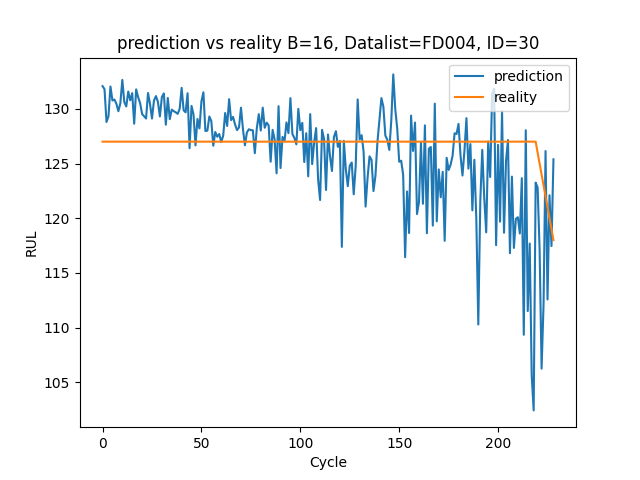 prediction vs reality B=16, Datalist=FD004, ID=30
prediction
reality
130
125
120
115
110
105
RUL
0 50 100 150 200
Cycle